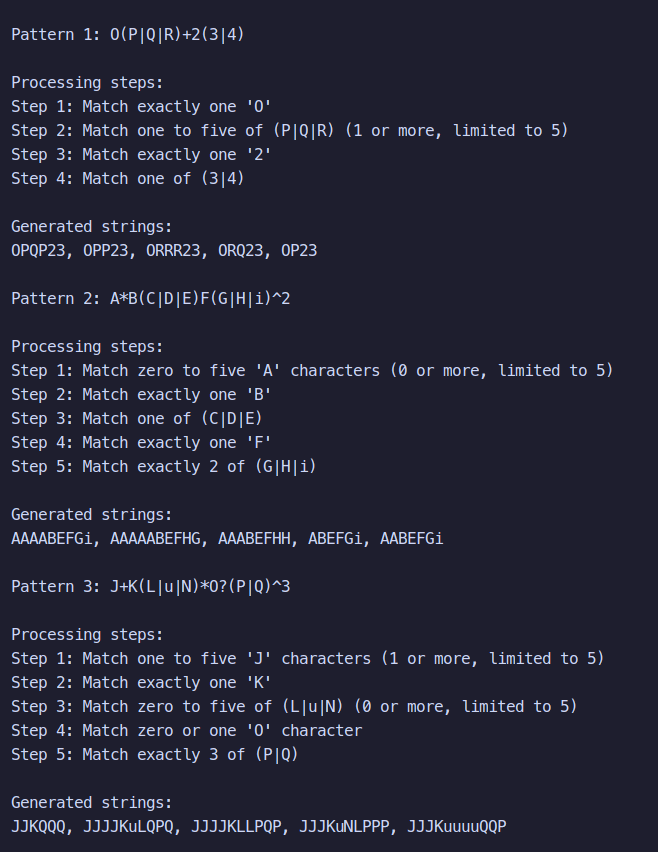 Pattern 1: O(P|Q|R)+2(3|4)
Processing steps:
Step 1: Match exactly one 'O'
Step 2: Match one to five of (P|Q|R) (1 or more, limited to 5)
Step 3: Match exactly one '2'
Step 4: Match one of (3|4)
Generated strings:
OPQP23, OPP23, ORRR23, ORQ23, OP23
Pattern 2: A*B(C|D|E)F(G|H|i)^2
Processing steps:
Step 1: Match zero to five 'A' characters (0 or more, limited to 5)
Step 2: Match exactly one 'B'
Step 3: Match one of (C|D|E)
Step 4: Match exactly one 'F'
Step 5: Match exactly 2 of (G|H|i)
Generated strings:
AAAABEFGi, AAAAABEFHG, AAABEFHH, ABEFGi, AABEFGi
Pattern 3: J+K(L|u|N)*O?(P|Q)^3
Processing steps:
Step 1: Match one to five 'J' characters (1 or more, limited to 5)
Step 2: Match exactly one 'K'
Step 3: Match zero to five of (L|u|N) (0 or more, limited to 5)
Step 4: Match zero or one 'O' character
Step 5: Match exactly 3 of (P|Q)
Generated strings:
JJKQQQ, JJJJKuLQPQ, JJJJKLLPQP, JJJKuNLPPP, JJJKuuuuQQP